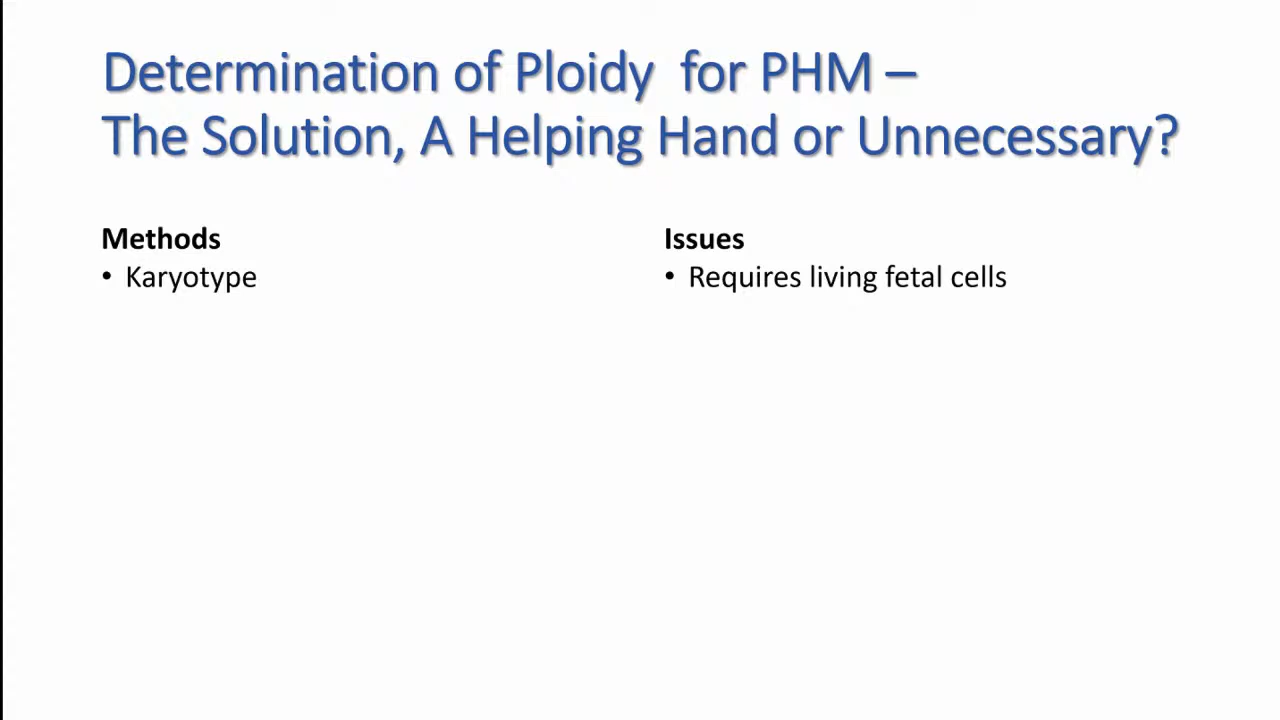 Determination of Ploidy for PHM –
The Solution, A Helping Hand or Unnecessary?
Methods
• Karyotype
Issues
• Requires living fetal cells